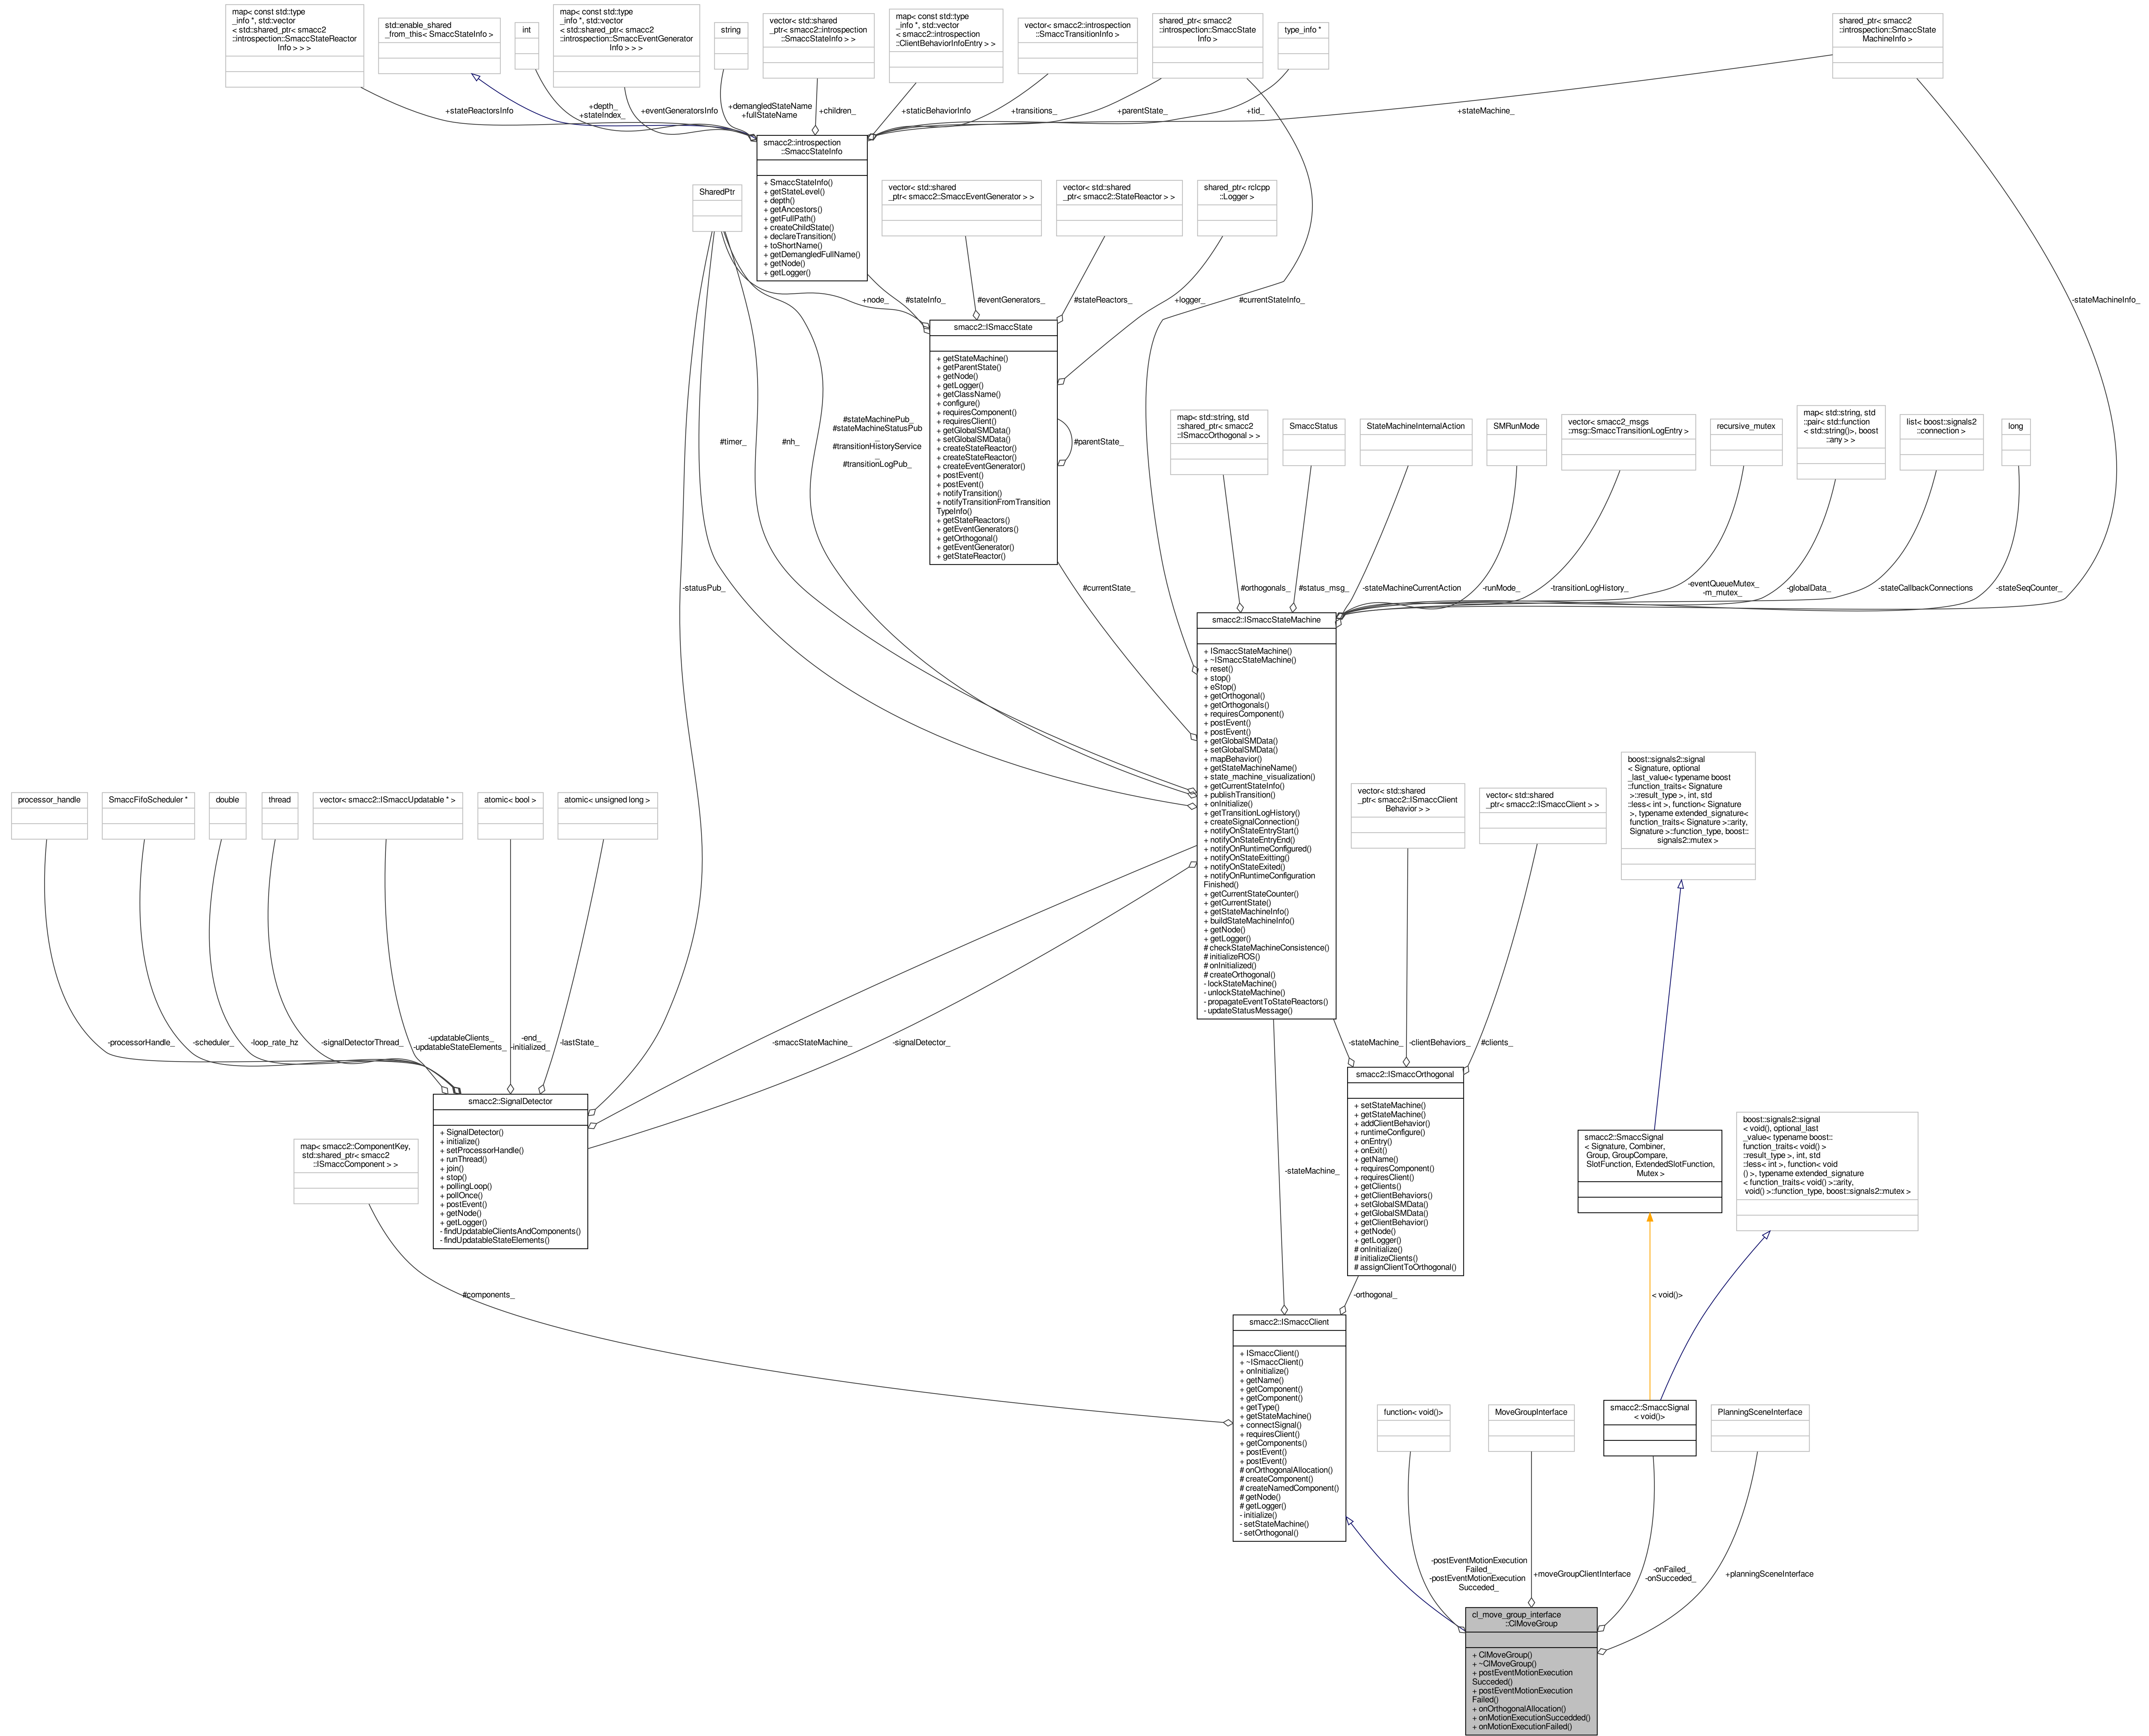 map< const std::type
_info *, std::vector
< std::shared_ptr< smacc2
::introspection::SmaccStateReactor
Info > > >
std::enable_shared
_from_this< SmaccStateInfo >
int
map< const std::type
_info *, std::vector
< std::shared_ptr< smacc2
::introspection::SmaccEventGenerator
Info > > >
string
vector< std::shared
_ptr< smacc2::introspection
::SmaccStateInfo > >
map< const std::type
_info *, std::vector
< smacc2::introspection
::ClientBehaviorInfoEntry > >
vector< smacc2::introspection
::SmaccTransitionInfo >
shared_ptr< smacc2
::introspection::SmaccState
Info >
type_info *
shared_ptr< smacc2
::introspection::SmaccState
MachineInfo >
+stateReactorsInfo
+depth_
+stateIndex_
+eventGeneratorsInfo
+demangledStateName
+fullStateName
+children_
+staticBehaviorInfo
+transitions_
+parentState_
+tid_
+stateMachine_
smacc2::introspection
::SmaccStateInfo
+ SmaccStateInfo()
+ getStateLevel()
+ depth()
+ getAncestors()
+ getFullPath()
+ createChildState()
+ declareTransition()
+ toShortName()
+ getDemangledFullName()
+ getNode()
+ getLogger()
SharedPtr
vector< std::shared
_ptr< smacc2::SmaccEventGenerator > >
vector< std::shared
_ptr< smacc2::StateReactor > >
shared_ptr< rclcpp
::Logger >
+node_
#stateInfo_
#eventGenerators_
#stateReactors_
+logger_
#currentStateInfo_
-stateMachineInfo_
smacc2::ISmaccState
+ getStateMachine()
+ getParentState()
+ getNode()
+ getLogger()
+ getClassName()
+ configure()
+ requiresComponent()
+ requiresClient()
+ getGlobalSMData()
+ setGlobalSMData()
+ createStateReactor()
+ createStateReactor()
+ createEventGenerator()
+ postEvent()
+ postEvent()
+ notifyTransition()
+ notifyTransitionFromTransition
TypeInfo()
+ getStateReactors()
+ getEventGenerators()
+ getOrthogonal()
+ getEventGenerator()
+ getStateReactor()
#parentState_
#timer_
#nh_
#stateMachinePub_
#stateMachineStatusPub
_
#transitionHistoryService
_
#transitionLogPub_
map< std::string, std
::shared_ptr< smacc2
::ISmaccOrthogonal > >
SmaccStatus
StateMachineInternalAction
SMRunMode
vector< smacc2_msgs
::msg::SmaccTransitionLogEntry >
recursive_mutex
map< std::string, std
::pair< std::function
< std::string()>, boost
::any > >
list< boost::signals2
::connection >
long
-statusPub_
#currentState_
#orthogonals_
#status_msg_
-stateMachineCurrentAction
-runMode_
-transitionLogHistory_
-eventQueueMutex_
-m_mutex_
-globalData_
-stateCallbackConnections
-stateSeqCounter_
smacc2::ISmaccStateMachine
+ ISmaccStateMachine()
+ ~ISmaccStateMachine()
+ reset()
+ stop()
+ eStop()
+ getOrthogonal()
+ getOrthogonals()
+ requiresComponent()
+ postEvent()
+ postEvent()
+ getGlobalSMData()
+ setGlobalSMData()
+ mapBehavior()
+ getStateMachineName()
+ state_machine_visualization()
+ getCurrentStateInfo()
+ publishTransition()
+ onInitialize()
+ getTransitionLogHistory()
+ createSignalConnection()
+ notifyOnStateEntryStart()
+ notifyOnStateEntryEnd()
+ notifyOnRuntimeConfigured()
+ notifyOnStateExitting()
+ notifyOnStateExited()
+ notifyOnRuntimeConfiguration
Finished()
+ getCurrentStateCounter()
+ getCurrentState()
+ getStateMachineInfo()
+ buildStateMachineInfo()
+ getNode()
+ getLogger()
# checkStateMachineConsistence()
# initializeROS()
# onInitialized()
# createOrthogonal()
- lockStateMachine()
- unlockStateMachine()
- propagateEventToStateReactors()
- updateStatusMessage()
processor_handle
SmaccFifoScheduler *
double
thread
vector< smacc2::ISmaccUpdatable * >
atomic< bool >
atomic< unsigned long >
vector< std::shared
_ptr< smacc2::ISmaccClient
Behavior > >
vector< std::shared
_ptr< smacc2::ISmaccClient > >
boost::signals2::signal
< Signature, optional
_last_value< typename boost
::function_traits< Signature
>::result_type >, int, std
::less< int >, function< Signature
>, typename extended_signature<
function_traits< Signature >::arity,
Signature >::function_type, boost::
signals2::mutex >
-processorHandle_
-scheduler_
-loop_rate_hz
-signalDetectorThread_
-updatableClients_
-updatableStateElements_
-end_
-initialized_
-lastState_
-smaccStateMachine_
-signalDetector_
-stateMachine_
-clientBehaviors_
#clients_
smacc2::SignalDetector
+ SignalDetector()
+ initialize()
+ setProcessorHandle()
+ runThread()
+ join()
+ stop()
+ pollingLoop()
+ pollOnce()
+ postEvent()
+ getNode()
+ getLogger()
- findUpdatableClientsAndComponents()
- findUpdatableStateElements()
map< smacc2::ComponentKey,
std::shared_ptr< smacc2
::ISmaccComponent > >
smacc2::ISmaccOrthogonal
+ setStateMachine()
+ getStateMachine()
+ addClientBehavior()
+ runtimeConfigure()
+ onEntry()
+ onExit()
+ getName()
+ requiresComponent()
+ requiresClient()
+ getClients()
+ getClientBehaviors()
+ setGlobalSMData()
+ getGlobalSMData()
+ getClientBehavior()
+ getNode()
+ getLogger()
# onInitialize()
# initializeClients()
# assignClientToOrthogonal()
smacc2::SmaccSignal
< Signature, Combiner,
Group, GroupCompare,
SlotFunction, ExtendedSlotFunction,
Mutex >
boost::signals2::signal
< void(), optional_last
_value< typename boost::
function_traits< void() >
::result_type >, int, std
::less< int >, function< void
() >, typename extended_signature
< function_traits< void() >::arity,
void() >::function_type, boost::signals2::mutex >
-stateMachine_
#components_
-orthogonal_
< void()>
smacc2::ISmaccClient
+ ISmaccClient()
+ ~ISmaccClient()
+ onInitialize()
+ getName()
+ getComponent()
+ getComponent()
+ getType()
+ getStateMachine()
+ connectSignal()
+ requiresClient()
+ getComponents()
+ postEvent()
+ postEvent()
# onOrthogonalAllocation()
# createComponent()
# createNamedComponent()
# getNode()
# getLogger()
- initialize()
- setStateMachine()
- setOrthogonal()
function< void()>
MoveGroupInterface
smacc2::SmaccSignal
< void()>
PlanningSceneInterface
-postEventMotionExecution
Failed_
-postEventMotionExecution
Succeded_
+moveGroupClientInterface
-onFailed_
-onSucceded_
+planningSceneInterface
cl_move_group_interface
::ClMoveGroup
+ ClMoveGroup()
+ ~ClMoveGroup()
+ postEventMotionExecution
Succeded()
+ postEventMotionExecution
Failed()
+ onOrthogonalAllocation()
+ onMotionExecutionSuccedded()
+ onMotionExecutionFailed()